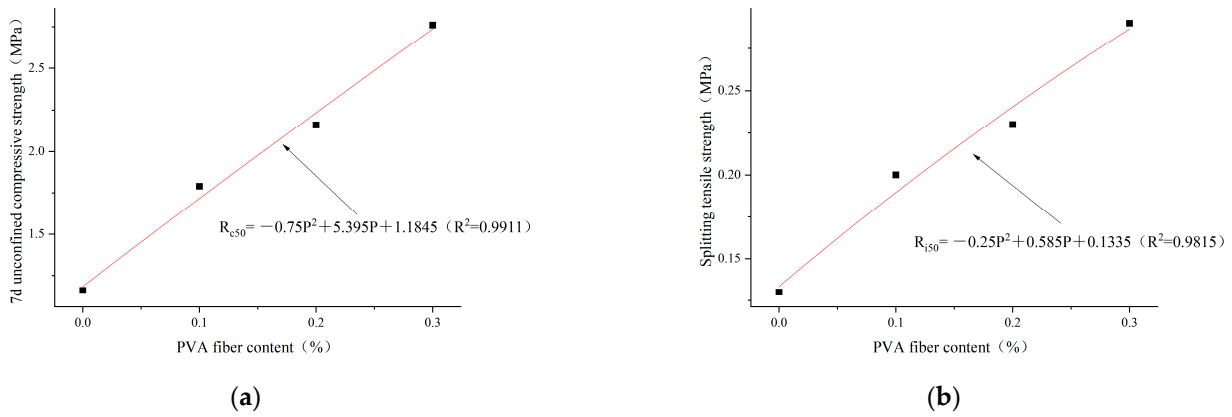 2.5
2.0
1.5
0.0
0.1
0.2
0.3
7d unconfined compressive strength (MPa)
PVA fiber content (%)
R_c50= −0.75P²+5.395P+1.1845 (R²=0.9911)
(a)
0.25
0.20
0.15
0.0
0.1
0.2
0.3
Splitting tensile strength (MPa)
PVA fiber content (%)
R_i50= −0.25P²+0.585P+0.1335 (R²=0.9815)
(b)